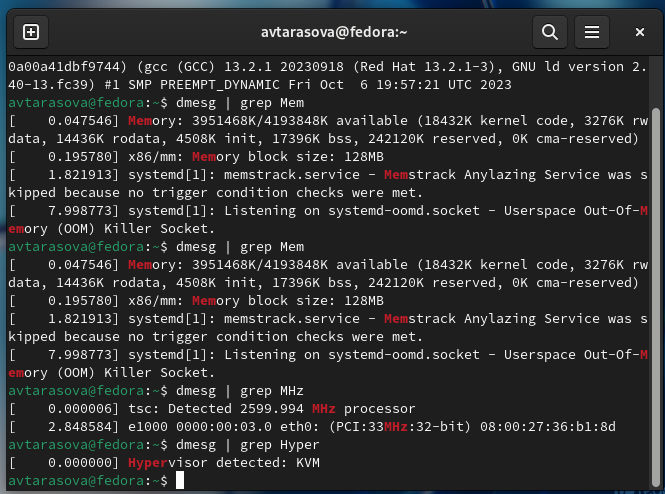 avtarasova@fedora:~
0a00a41dbf9744) (gcc (GCC) 13.2.1 20230918 (Red Hat 13.2.1-3), GNU ld version 2.
40-13.fc39) #1 SMP PREEMPT_DYNAMIC Fri Oct  6 19:57:21 UTC 2023
avtarasova@fedora:~$ dmesg | grep Mem
[    0.047546] Memory: 3951468K/4193848K available (18432K kernel code, 3276K rw
data, 14436K rodata, 4508K init, 17396K bss, 242120K reserved, 0K cma-reserved)
[    0.195780] x86/mm: Memory block size: 128MB
[    1.821913] systemd[1]: memstrack.service - Memstrack Anylazing Service was s
kipped because no trigger condition checks were met.
[    7.998773] systemd[1]: Listening on systemd-oomd.socket - Userspace Out-Of-M
emory (OOM) Killer Socket.
avtarasova@fedora:~$ dmesg | grep Mem
[    0.047546] Memory: 3951468K/4193848K available (18432K kernel code, 3276K rw
data, 14436K rodata, 4508K init, 17396K bss, 242120K reserved, 0K cma-reserved)
[    0.195780] x86/mm: Memory block size: 128MB
[    1.821913] systemd[1]: memstrack.service - Memstrack Anylazing Service was s
kipped because no trigger condition checks were met.
[    7.998773] systemd[1]: Listening on systemd-oomd.socket - Userspace Out-Of-M
emory (OOM) Killer Socket.
avtarasova@fedora:~$ dmesg | grep MHz
[    0.000006] tsc: Detected 2599.994 MHz processor
[    2.848584] e1000 0000:00:03.0 eth0: (PCI:33MHz:32-bit) 08:00:27:36:b1:8d
avtarasova@fedora:~$ dmesg | grep Hyper
[    0.000000] Hypervisor detected: KVM
avtarasova@fedora:~$